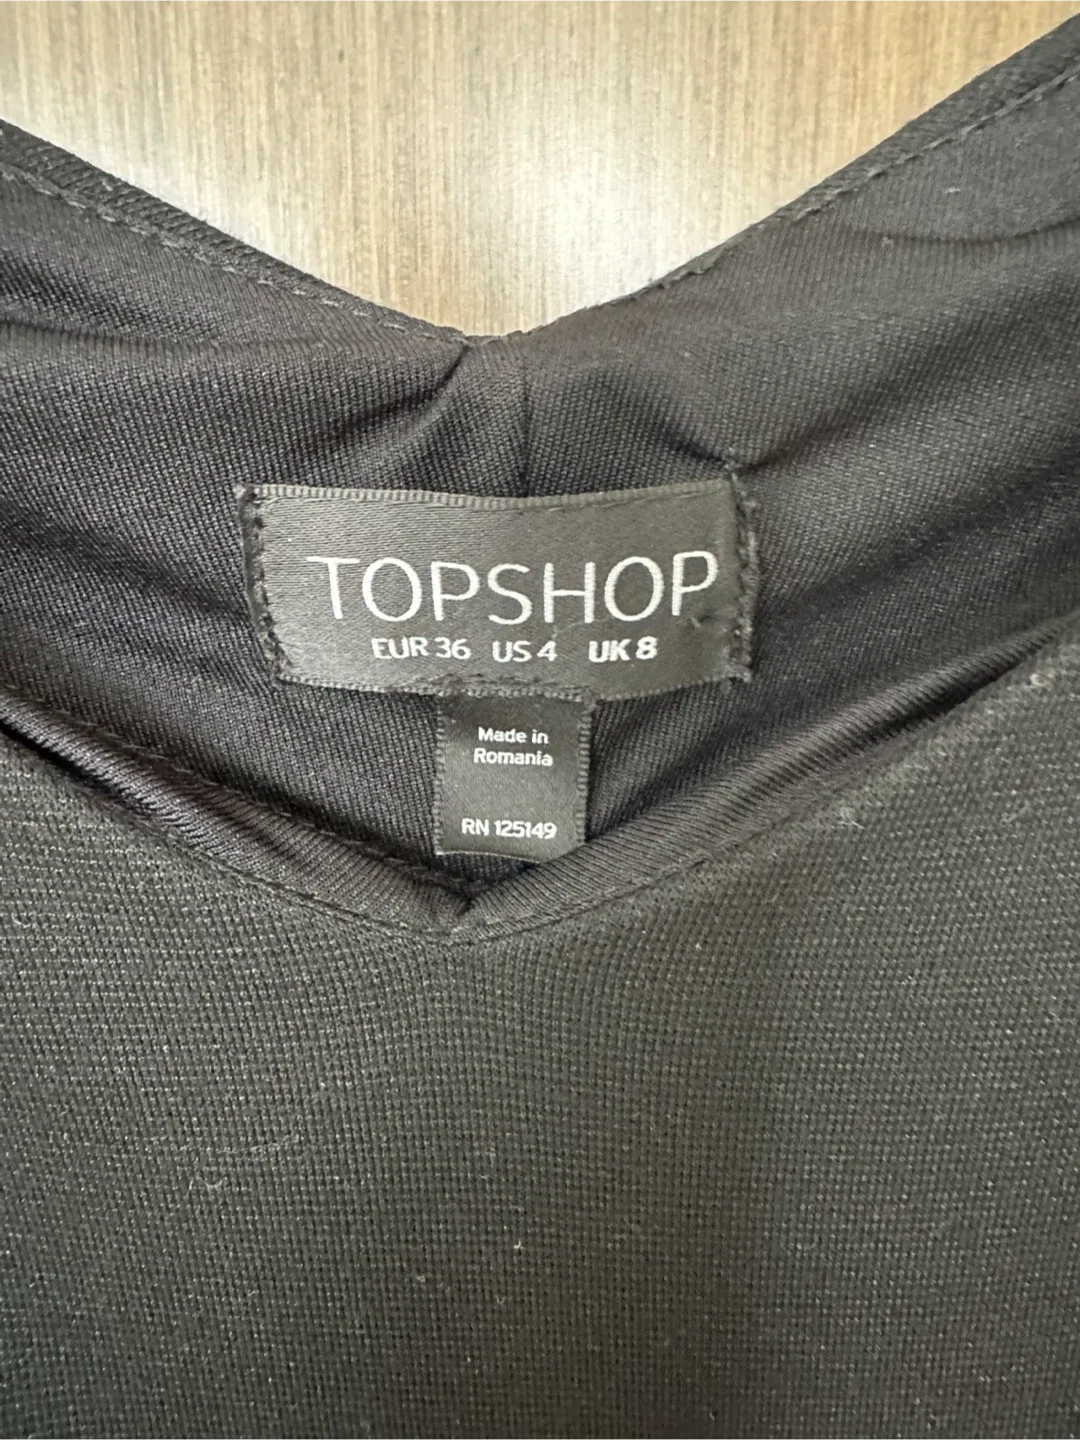 TOPSHOP
EUR 36 US 4 UK 8
Made in
Romania
RN 125149